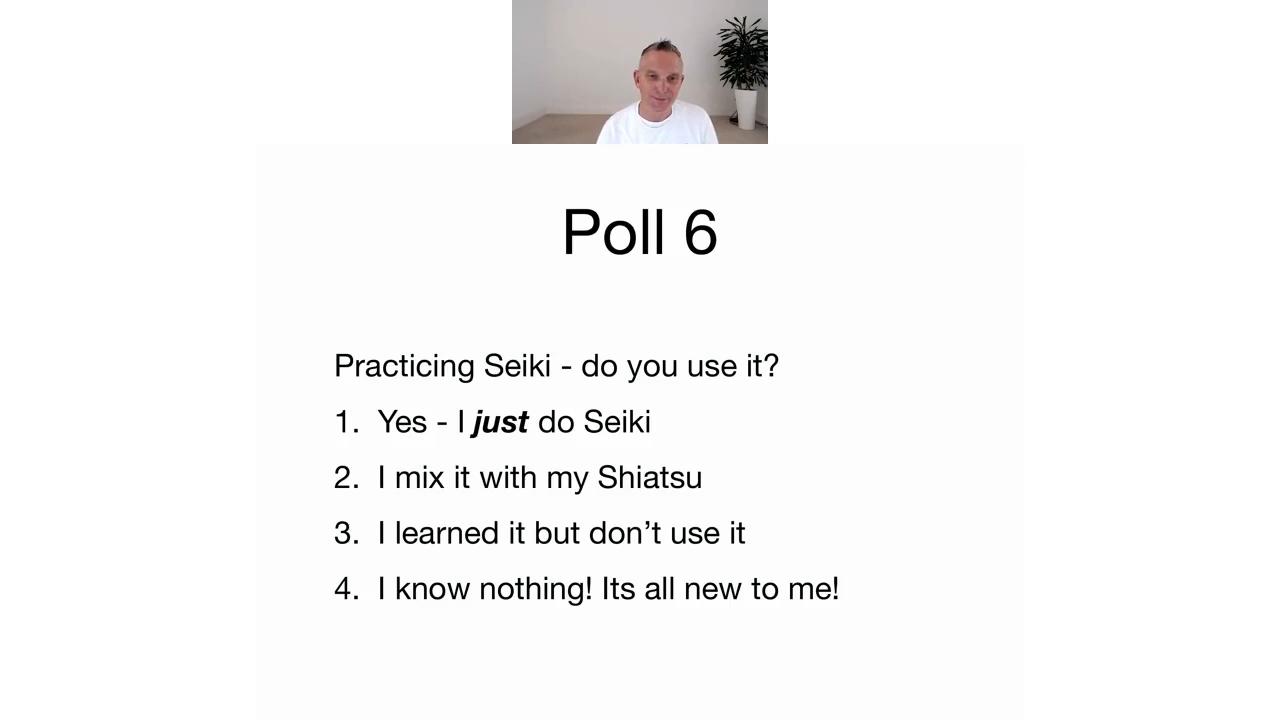 Poll 6
Practicing Seiki - do you use it?
1. Yes - I just do Seiki
2. I mix it with my Shiatsu
3. I learned it but don’t use it
4. I know nothing! Its all new to me!